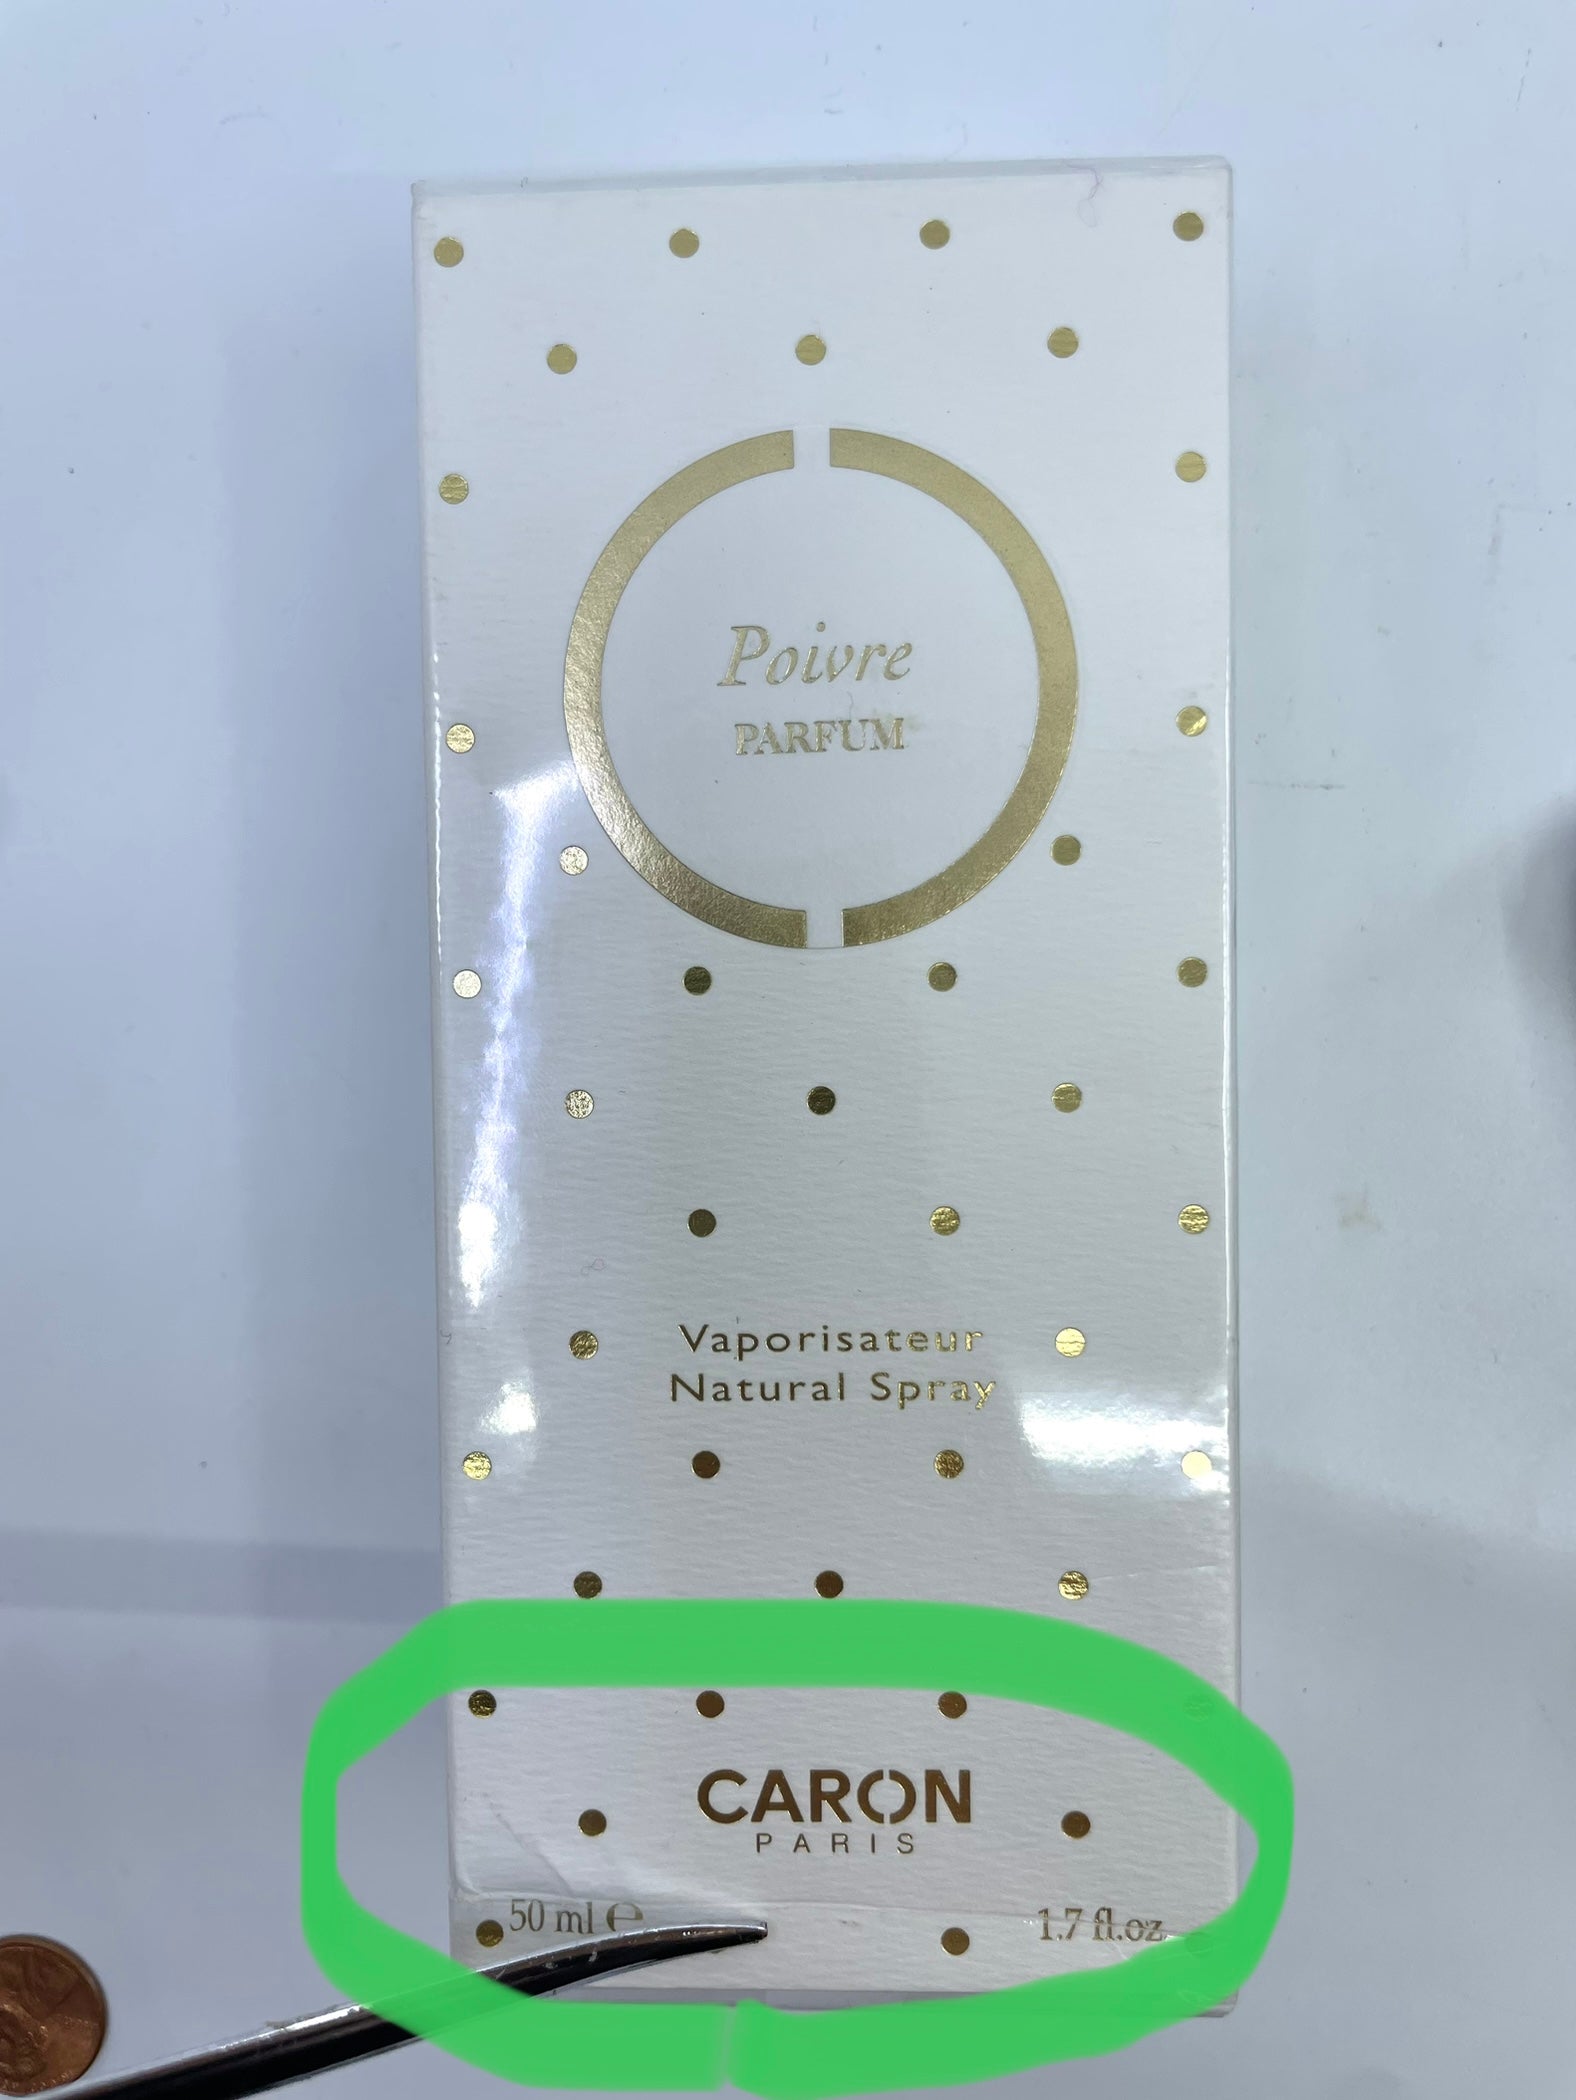 Poivre
PARFUM
Vaporisateur
Natural Spray
CARON
PARIS
50 ml ℮ 1.7 fl.oz